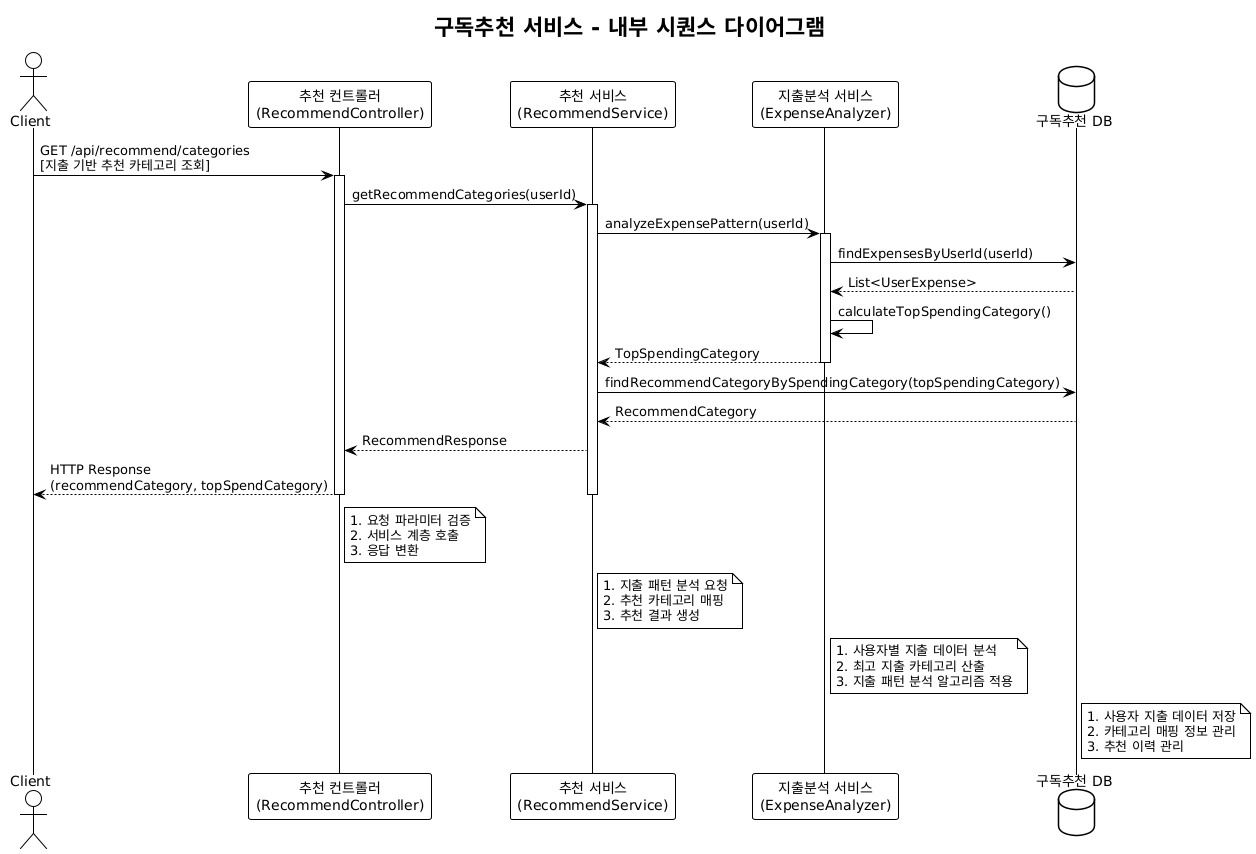 구독추천 서비스 - 내부 시퀀스 다이어그램
Client
추천 컨트롤러
(RecommendController)
추천 서비스
(RecommendService)
지출분석 서비스
(ExpenseAnalyzer)
구독추천 DB
GET /api/recommend/categories
[지출 기반 추천 카테고리 조회]
getRecommendCategories(userId)
analyzeExpensePattern(userId)
findExpensesByUserId(userId)
List<UserExpense>
calculateTopSpendingCategory()
TopSpendingCategory
findRecommendCategoryBySpendingCategory(topSpendingCategory)
RecommendCategory
RecommendResponse
HTTP Response
(recommendCategory, topSpendCategory)
1. 요청 파라미터 검증
2. 서비스 계층 호출
3. 응답 변환
1. 지출 패턴 분석 요청
2. 추천 카테고리 매핑
3. 추천 결과 생성
1. 사용자별 지출 데이터 분석
2. 최고 지출 카테고리 산출
3. 지출 패턴 분석 알고리즘 적용
1. 사용자 지출 데이터 저장
2. 카테고리 매핑 정보 관리
3. 추천 이력 관리
Client
추천 컨트롤러
(RecommendController)
추천 서비스
(RecommendService)
지출분석 서비스
(ExpenseAnalyzer)
구독추천 DB